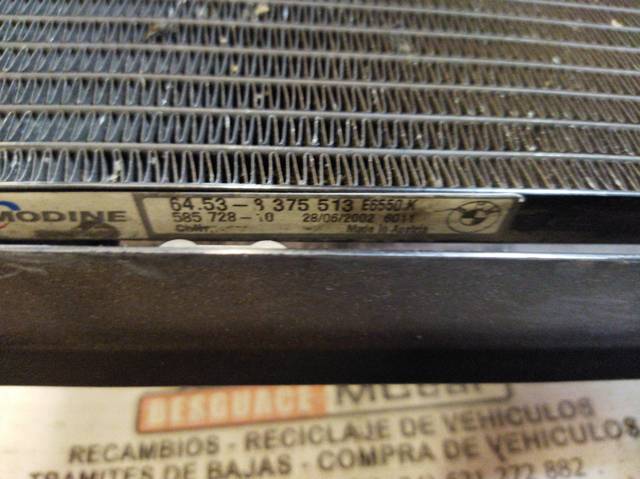 MODINE
64.53-8 375 513 E6550 K
585 728-10 28/06/2002 6011
Made in Austria
DESGUACE
RECAMBIOS - RECICLAJE DE VEHICULOS
TRAMITES DE BAJAS - COMPRA DE VEHICULOS